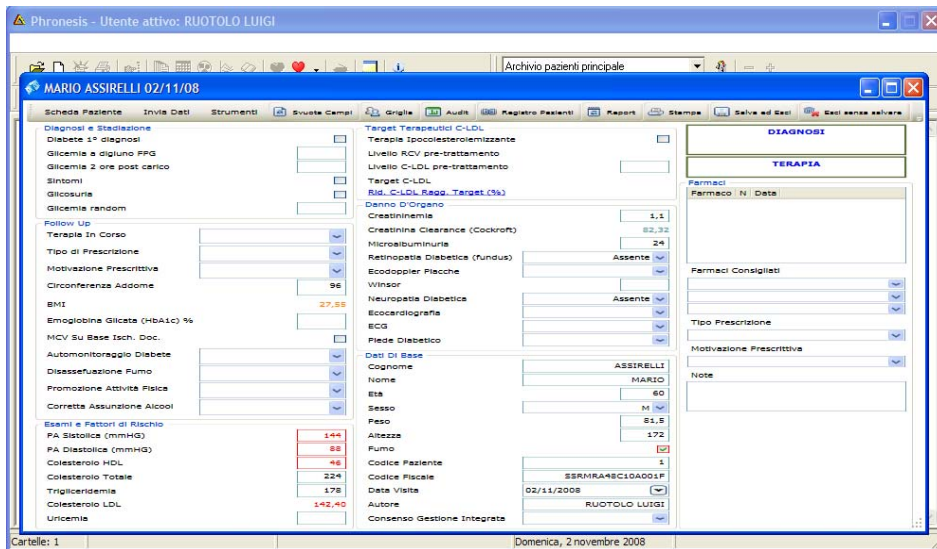 Phronesis - Utente attivo: RUOTOLO LUIGI
Archivio pazienti principale
MARIO ASSIRELLI 02/11/08
Scheda Paziente Invia Dati Strumenti Svuota Campi Griglie Audit Registro Pazienti Report Stampa Salva ed Esci Esci senza salvare
Diagnosi e Stadiazione
Diabete 1° diagnosi
Glicemia a digiuno FPG
Glicemia 2 ore post carico
Sintomi
Glicosuria
Glicemia random
Follow Up
Terapia In Corso
Tipo di Prescrizione
Motivazione Prescrittiva
Circonferenza Addome 96
BMI 27,55
Emoglobina Glicata (HbA1c) %
MCV Su Base Isch. Doc.
Automonitoraggio Diabete
Disassefuazione Fumo
Promozione Attività Fisica
Corretta Assunzione Alcool
Esami e Fattori di Rischio
PA Sistolica (mmHG) 144
PA Diastolica (mmHG) 88
Colesterolo HDL 46
Colesterolo Totale 224
Trigliceridemia 178
Colesterolo LDL 142,40
Uricemia
Target Terapeutici C-LDL
Terapia Ipocolesterolemizzante
Livello RCV pre-trattamento
Livello C-LDL pre-trattamento
Target C-LDL
Rid. C-LDL Ragg. Target (%)
Danno D'Organo
Creatininemia 1,1
Creatinina Clearance (Cockroft) 82,32
Microalbuminuria 24
Retinopatia Diabetica (fundus) Assente
Ecodoppler Placche
Winsor
Neuropatia Diabetica Assente
Ecocardiografia
ECG
Piede Diabetico
Dati Di Base
Cognome ASSIRELLI
Nome MARIO
Età 60
Sesso M
Peso 81,5
Altezza 172
Fumo
Codice Paziente 1
Codice Fiscale SSRMRA48C10A001F
Data Visita 02/11/2008
Autore RUOTOLO LUIGI
Consenso Gestione Integrata
DIAGNOSI
TERAPIA
Farmaci
Farmaco N Data
Farmaci Consigliati
Tipo Prescrizione
Motivazione Prescrittiva
Note
Cartelle: 1
Domenica, 2 novembre 2008